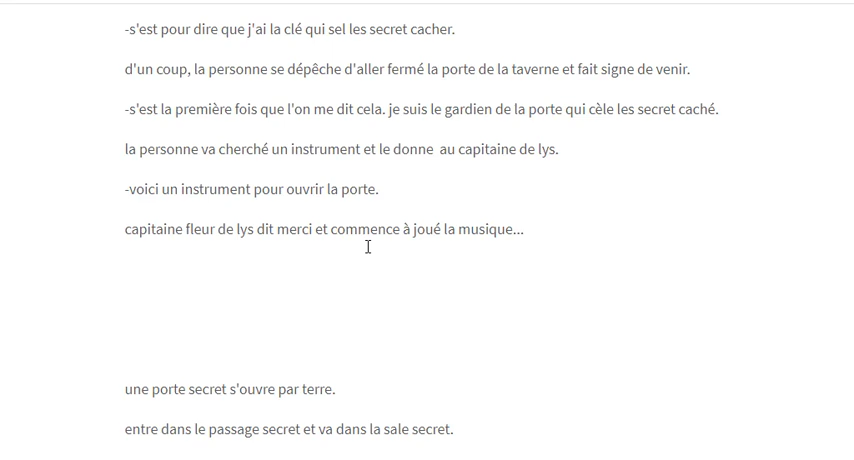 -s'est pour dire que j'ai la clé qui sel les secret cacher.
d'un coup, la personne se dépêche d'aller fermé la porte de la taverne et fait signe de venir.
-s'est la première fois que l'on me dit cela. je suis le gardien de la porte qui cèle les secret caché.
la personne va cherché un instrument et le donne  au capitaine de lys.
-voici un instrument pour ouvrir la porte.
capitaine fleur de lys dit merci et commence à joué la musique...
une porte secret s'ouvre par terre.
entre dans le passage secret et va dans la sale secret.